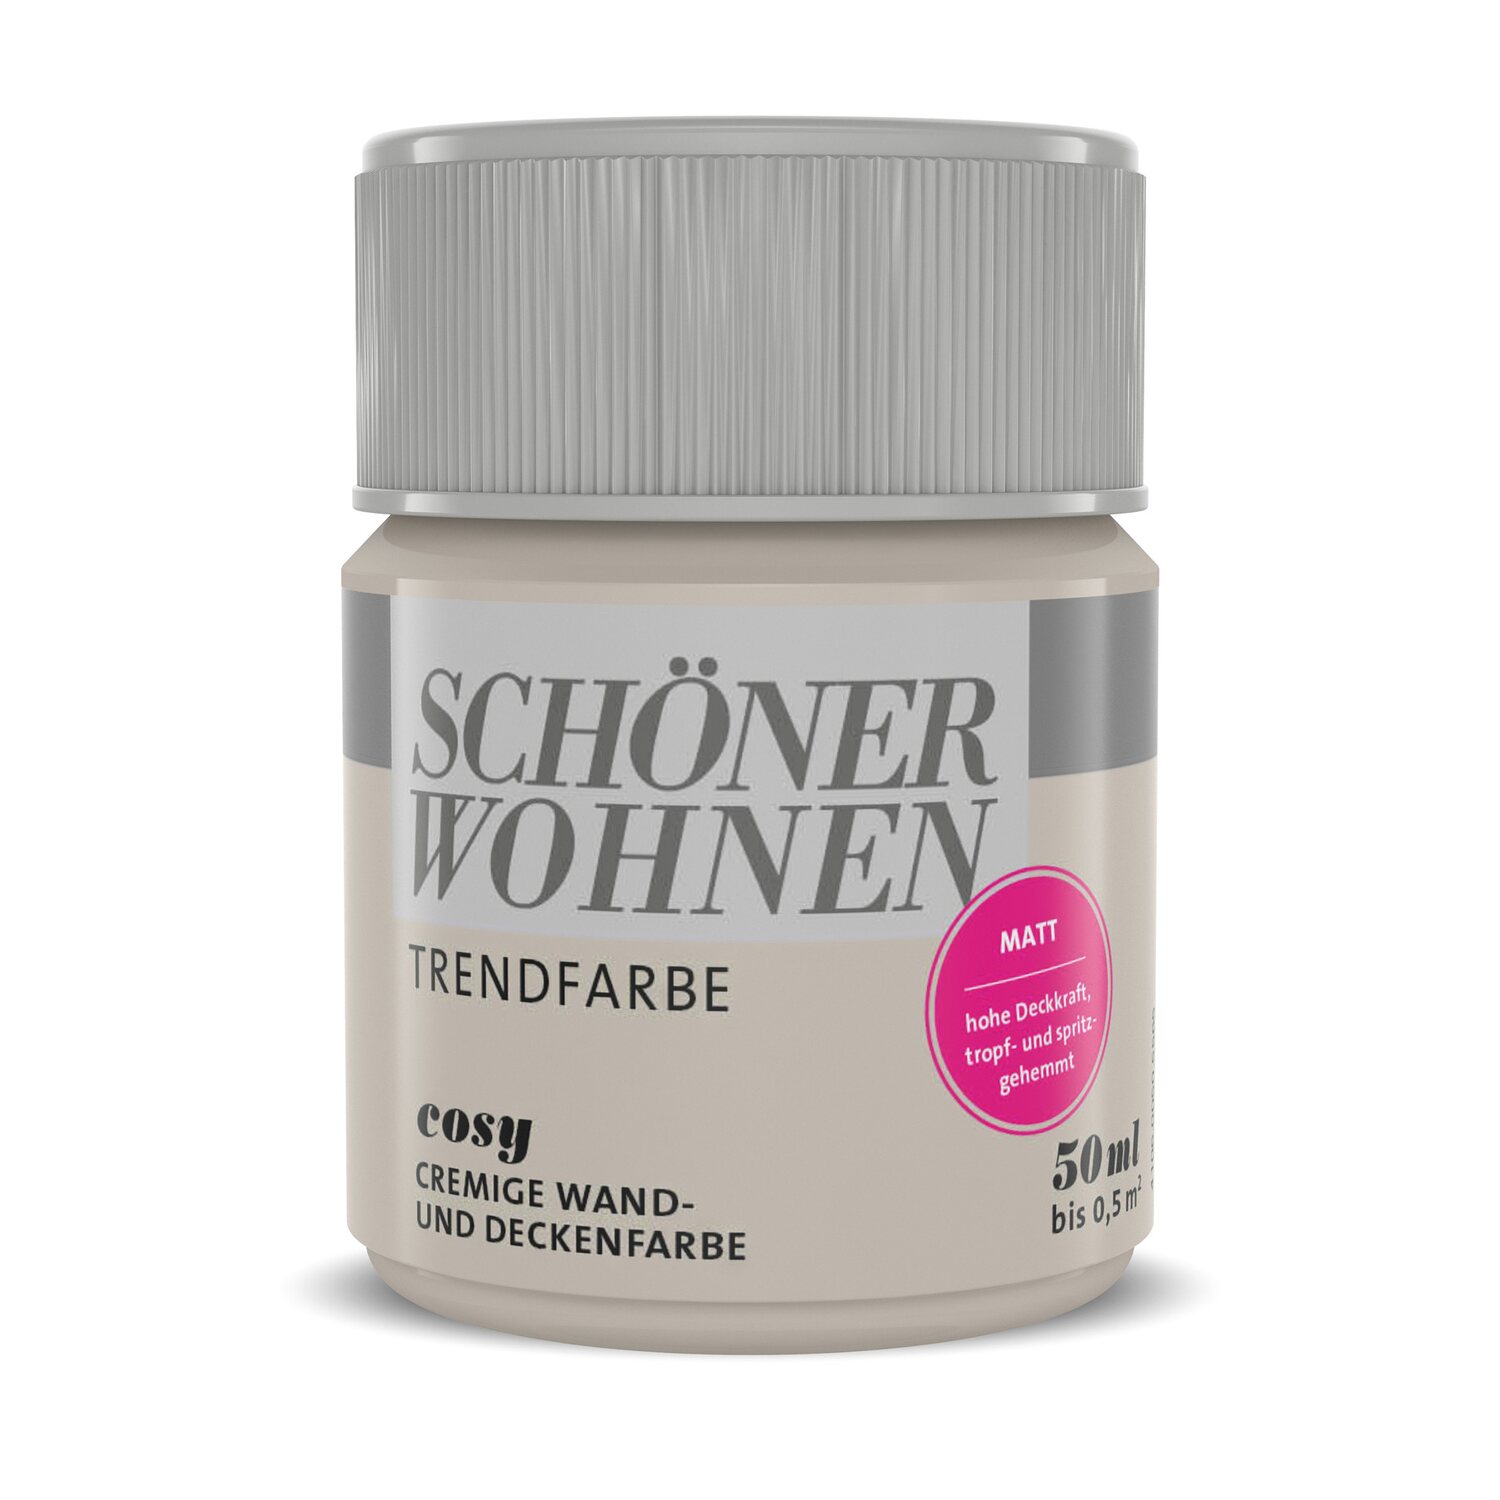 SCHÖNER
WOHNEN
TRENDFARBE
MATT
hohe Deckkraft,
tropf- und spritz-
gehemmt
cosy
CREMIGE WAND-
UND DECKENFARBE
50 ml
bis 0,5 m²